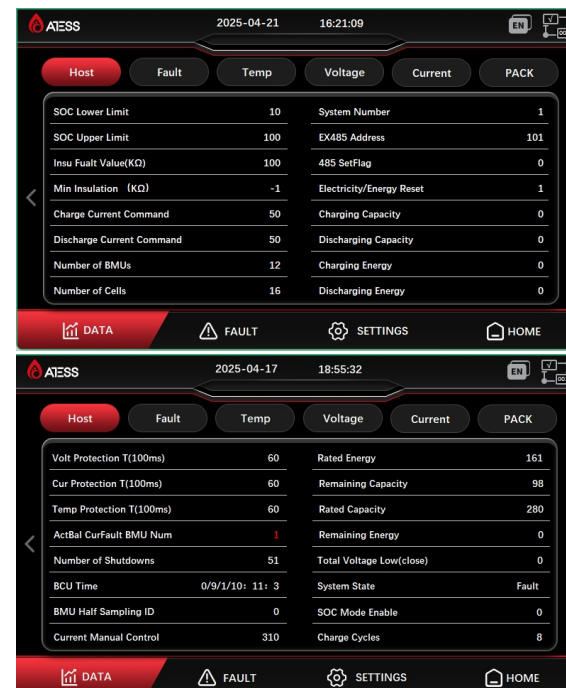 ATESS 2025-04-21 16:21:09 EN
Host Fault Temp Voltage Current PACK
SOC Lower Limit 10 System Number 1
SOC Upper Limit 100 EX485 Address 101
Insu Fualt Value(KΩ) 100 485 SetFlag 0
Min Insulation （KΩ） -1 Electricity/Energy Reset 1
Charge Current Command 50 Charging Capacity 0
Discharge Current Command 50 Discharging Capacity 0
Number of BMUs 12 Charging Energy 0
Number of Cells 16 Discharging Energy 0
DATA FAULT SETTINGS HOME
ATESS 2025-04-17 18:55:32 EN
Host Fault Temp Voltage Current PACK
Volt Protection T(100ms) 60 Rated Energy 161
Cur Protection T(100ms) 60 Remaining Capacity 98
Temp Protection T(100ms) 60 Rated Capacity 280
ActBal CurFault BMU Num 1 Remaining Energy 0
Number of Shutdowns 51 Total Voltage Low(close) 0
BCU Time 0/9/1/10: 11: 3 System State Fault
BMU Half Sampling ID 0 SOC Mode Enable 0
Current Manual Control 310 Charge Cycles 8
DATA FAULT SETTINGS HOME